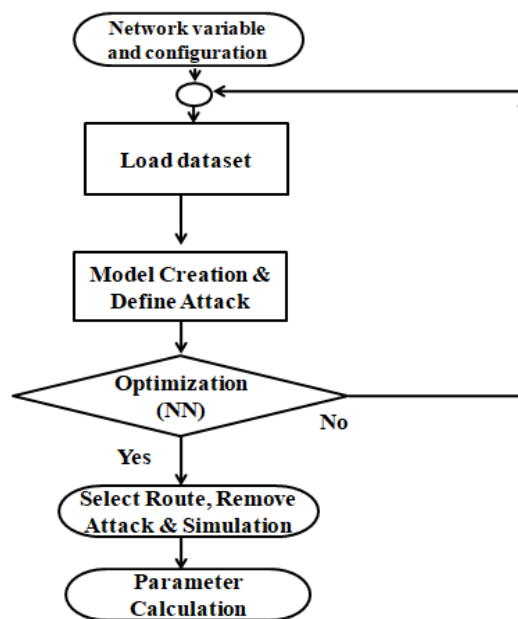 Network variable
and configuration
Load dataset
Model Creation &
Define Attack
Optimization
(NN)
No
Yes
Select Route, Remove
Attack & Simulation
Parameter
Calculation